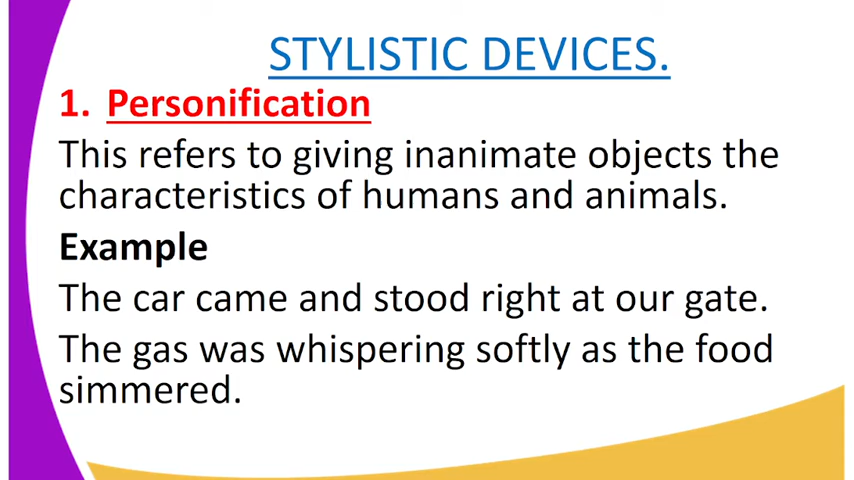 STYLISTIC DEVICES.
1. Personification
This refers to giving inanimate objects the
characteristics of humans and animals.
Example
The car came and stood right at our gate.
The gas was whispering softly as the food
simmered.